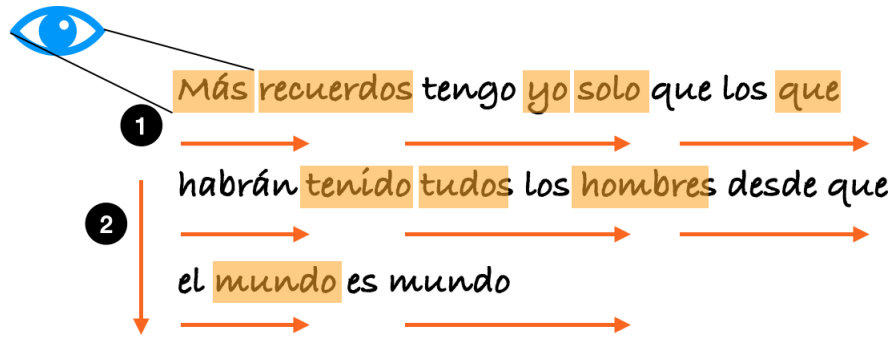 1
Más recuerdos tengo yo solo que los que
habrán tenido tudos los hombres desde que
2
el mundo es mundo